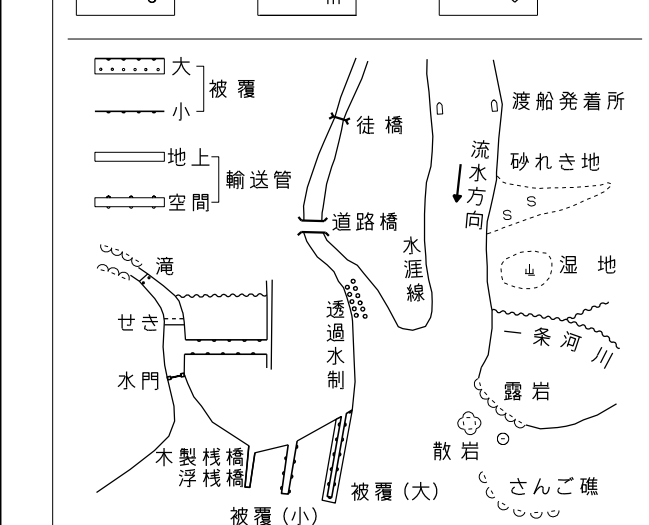 大
被覆
小
地上
輸送管
空間
徒橋
道路橋
渡船発着所
流水方向
砂れき地
S
S
水涯線
湿地
滝
せき
水門
透過水制
一条河川
露岩
散岩
木製桟橋
浮桟橋
被覆(大)
被覆(小)
さんご礁